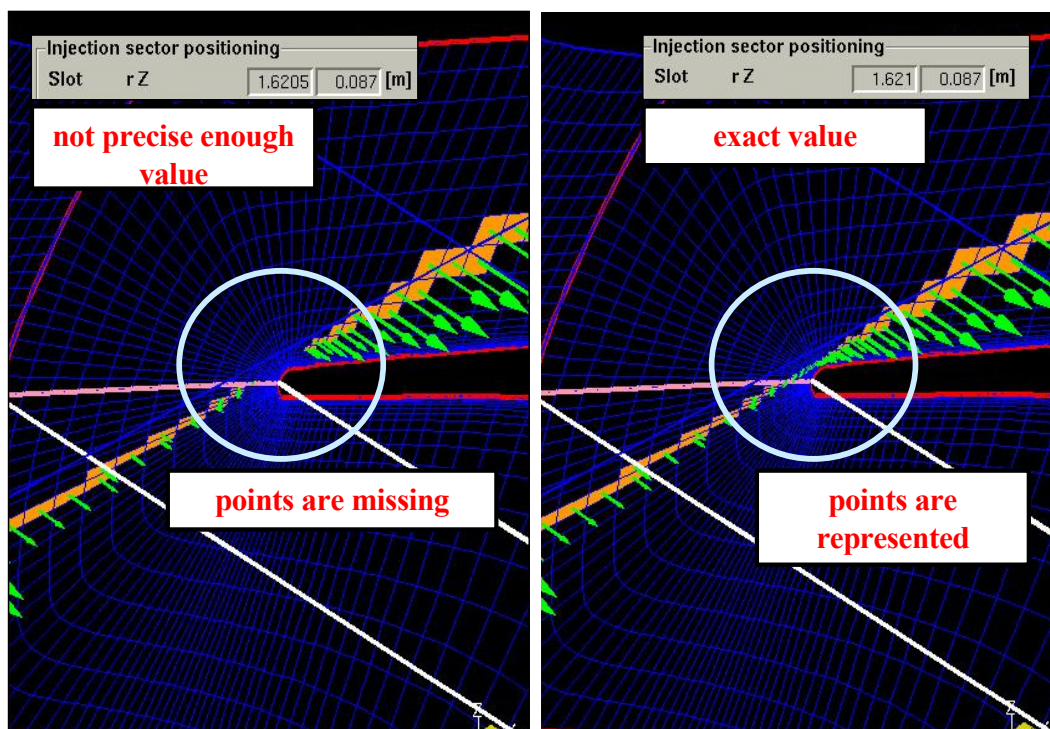 Injection sector positioning
Slot r Z 1.6205 0.087 [m]
not precise enough
value
points are missing
Z
Injection sector positioning
Slot r Z 1.621 0.087 [m]
exact value
points are
represented
Z